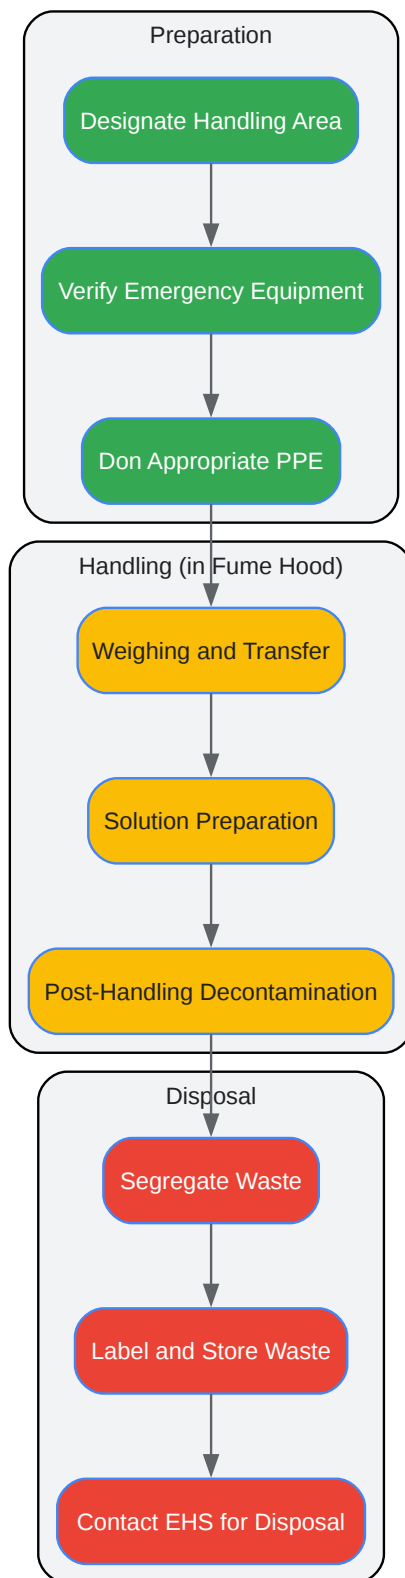 Preparation
Designate Handling Area
Verify Emergency Equipment
Don Appropriate PPE
Handling (in Fume Hood)
Weighing and Transfer
Solution Preparation
Post-Handling Decontamination
Disposal
Segregate Waste
Label and Store Waste
Contact EHS for Disposal